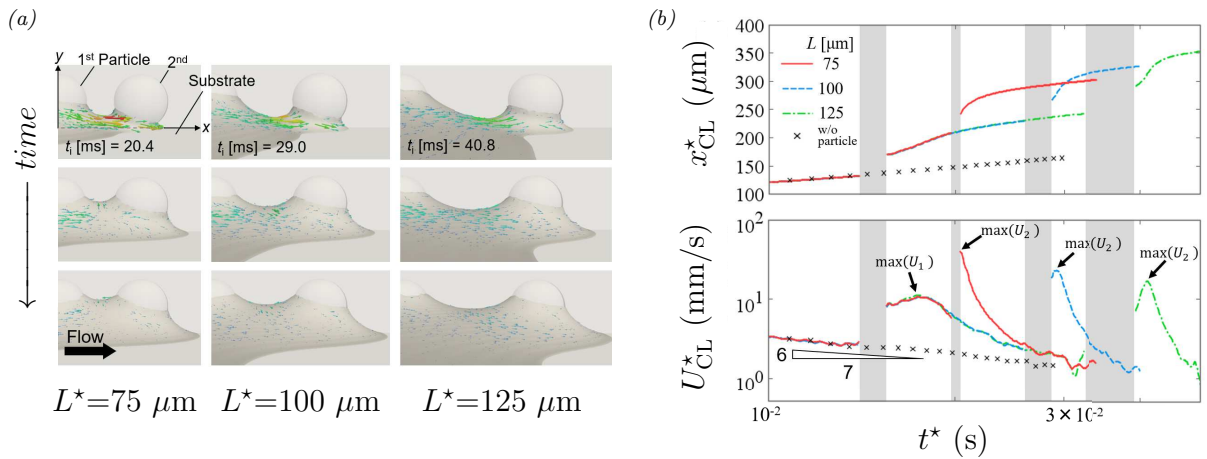 (a)
y
1st Particle
2nd
Substrate
x
ti [ms] = 20.4
ti [ms] = 29.0
ti [ms] = 40.8
time
Flow
L⋆=75 μm
L⋆=100 μm
L⋆=125 μm
(b)
x⋆CL (μm)
400
350
300
250
200
150
100
L [μm]
75
100
125
w/o
particle
U⋆CL (mm/s)
10²
10¹
10⁰
max(U₁)
max(U₂)
max(U₂)
max(U₂)
6
7
10⁻²
3×10⁻²
t⋆ (s)